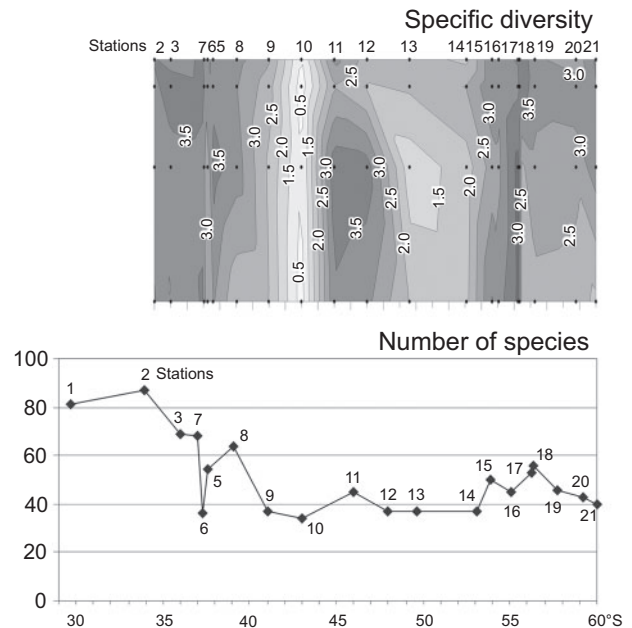 Specific diversity
Stations 2 3 7 6 5 8 9 10 11 12 13 14 15 16 17 18 19 20 21
2.5 3.0
0.5 3.5
2.5 3.0
3.5 3.0 3.0
2.0 1.5 2.5
3.5 3.0 3.0
1.5 2.0
2.5 2.5 1.5 2.5
3.0 2.0 3.5 2.0 3.0 2.5
0.5
Number of species
100
80
60
40
20
0
1 2 Stations
3 7 8
5
6
9 10 11 12 13 14 15 16 17 18 19 20 21
30 35 40 45 50 55 60°S